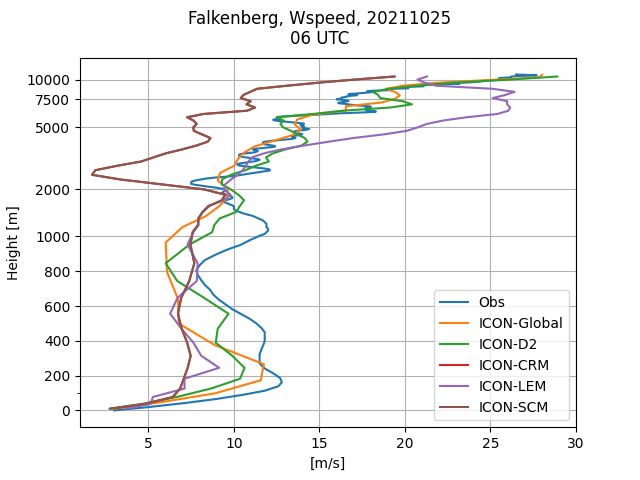 Falkenberg, Wspeed, 20211025
06 UTC
Height [m]
10000
7500
5000
2000
1000
800
600
400
200
0
5
10
15
20
25
30
[m/s]
Obs
ICON-Global
ICON-D2
ICON-CRM
ICON-LEM
ICON-SCM